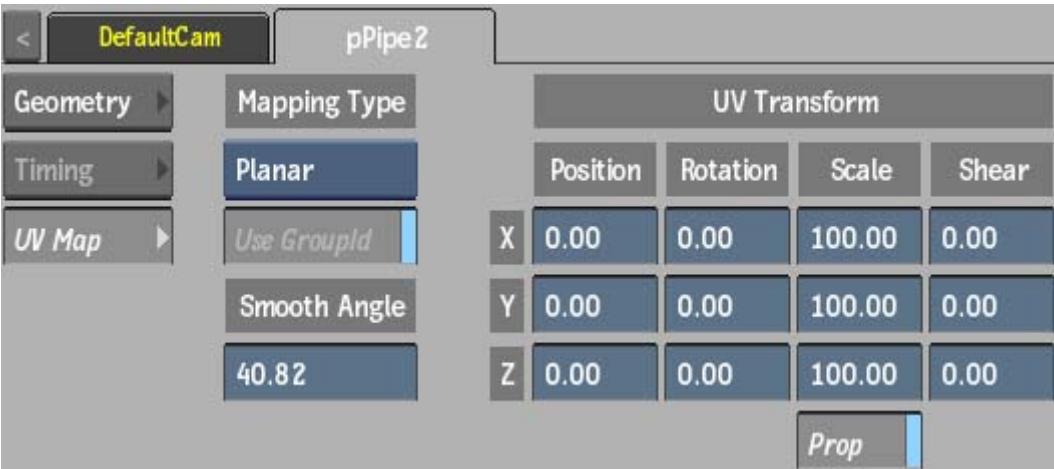 < DefaultCam pPipe2
Geometry Mapping Type UV Transform
Timing Planar Position Rotation Scale Shear
UV Map Use GroupId X 0.00 0.00 100.00 0.00
Smooth Angle Y 0.00 0.00 100.00 0.00
40.82 Z 0.00 0.00 100.00 0.00
Prop